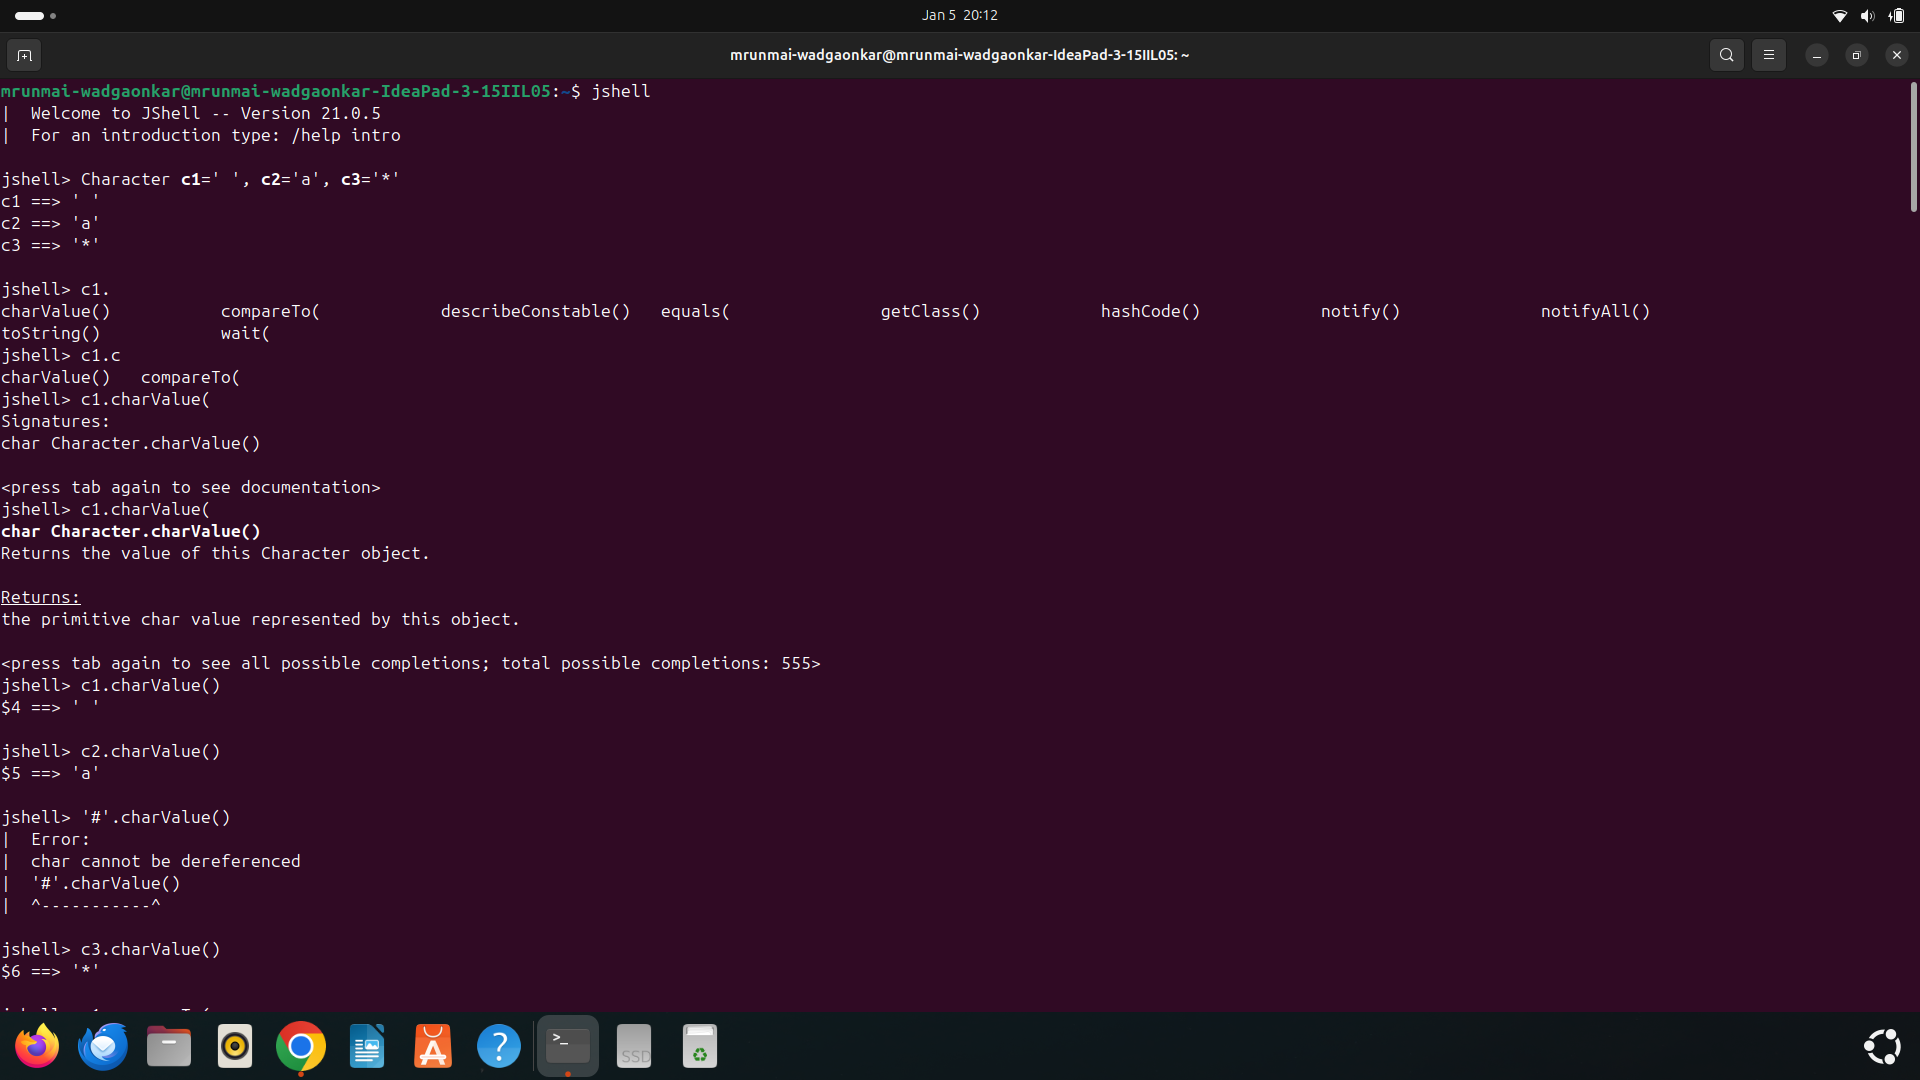 Jan 5 20:12
mrunmai-wadgaonkar@mrunmai-wadgaonkar-IdeaPad-3-15IIL05: ~
mrunmai-wadgaonkar@mrunmai-wadgaonkar-IdeaPad-3-15IIL05:~$ jshell
|  Welcome to JShell -- Version 21.0.5
|  For an introduction type: /help intro
jshell> Character c1=' ', c2='a', c3='*'
c1 ==> ' '
c2 ==> 'a'
c3 ==> '*'
jshell> c1.
charValue()           compareTo(            describeConstable()   equals(               getClass()            hashCode()            notify()              notifyAll()
toString()            wait(
jshell> c1.c
charValue()   compareTo(
jshell> c1.charValue(
Signatures:
char Character.charValue()
<press tab again to see documentation>
jshell> c1.charValue(
char Character.charValue()
Returns the value of this Character object.
Returns:
the primitive char value represented by this object.
<press tab again to see all possible completions; total possible completions: 555>
jshell> c1.charValue()
$4 ==> ' '
jshell> c2.charValue()
$5 ==> 'a'
jshell> '#'.charValue()
|  Error:
|  char cannot be dereferenced
|  '#'.charValue()
|  ^-----------^
jshell> c3.charValue()
$6 ==> '*'
SSD